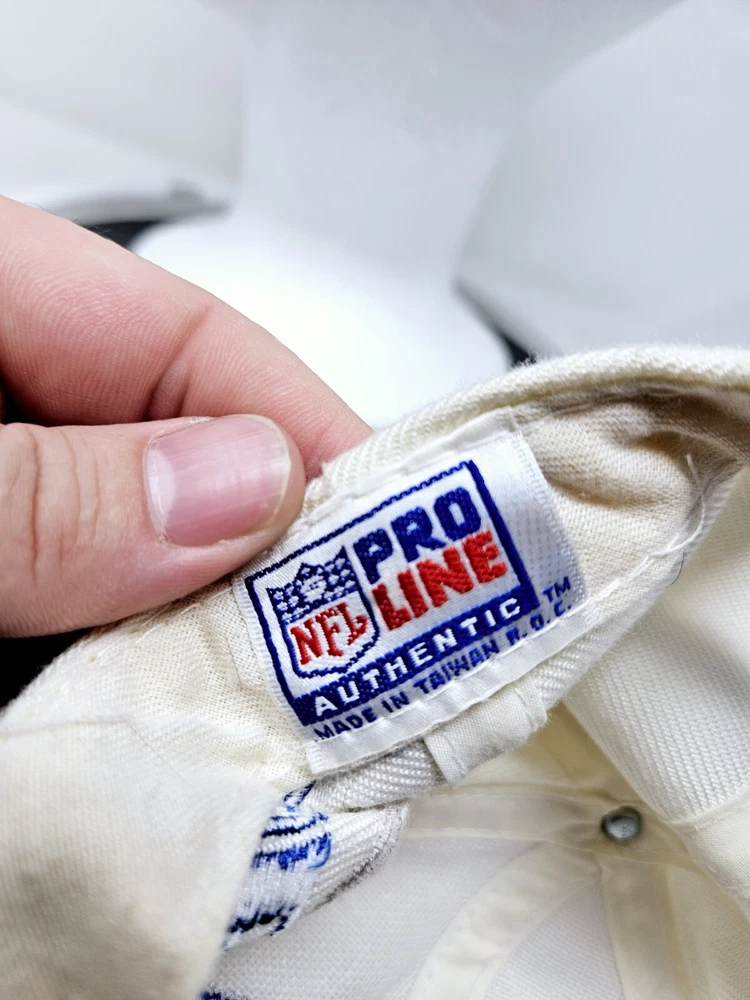 PRO
LINE
NFL
AUTHENTIC ™
MADE IN TAIWAN R.O.C.